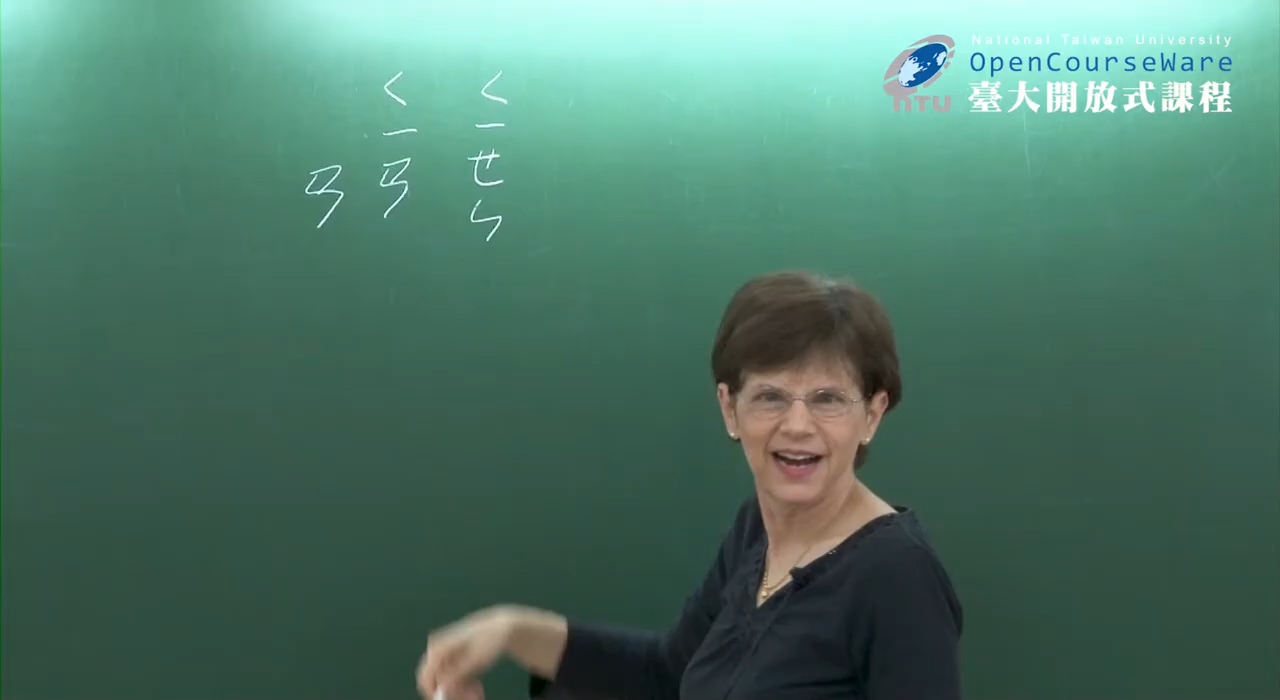 National Taiwan University
OpenCourseWare
NTU
臺大開放式課程
ㄑㄧㄝㄣ
ㄑㄧㄢ
ㄢ